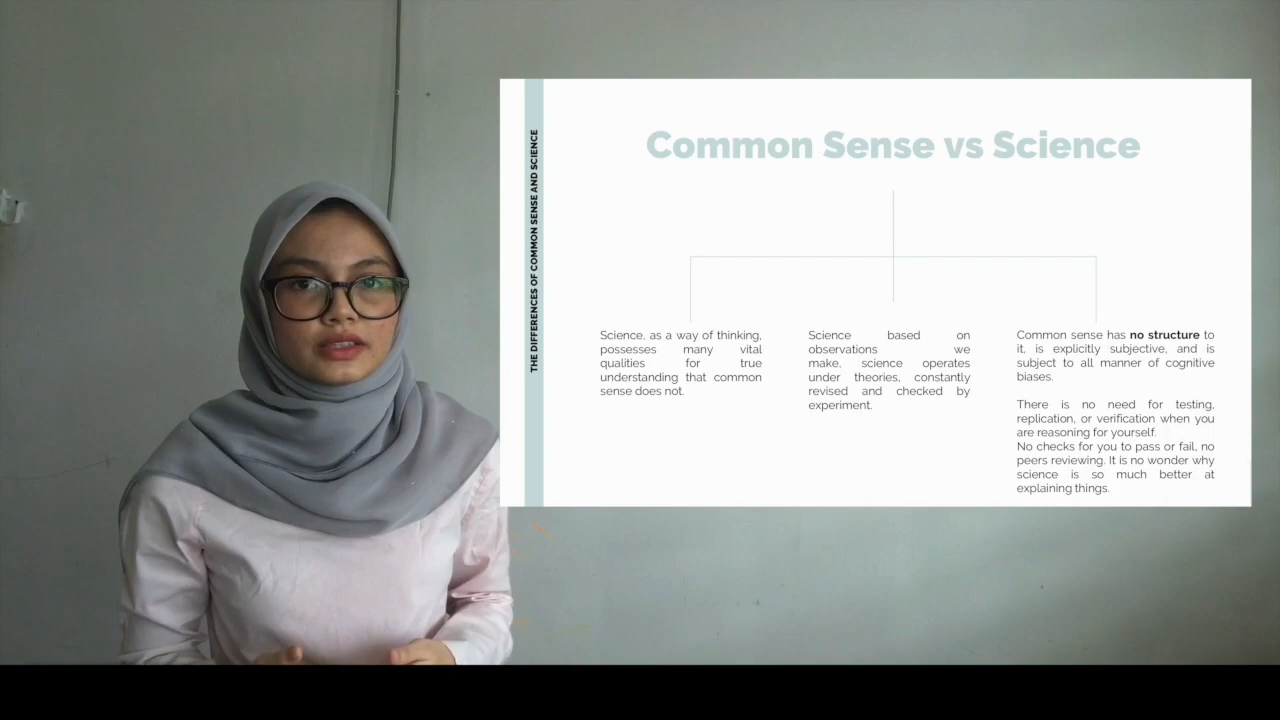 THE DIFFERENCES OF COMMON SENSE AND SCIENCE
Common Sense vs Science
Science, as a way of thinking,
possesses many vital
qualities for true
understanding that common
sense does not.
Science based on
observations we
make, science operates
under theories, constantly
revised and checked by
experiment.
Common sense has no structure to
it, is explicitly subjective, and is
subject to all manner of cognitive
biases.
There is no need for testing,
replication, or verification when you
are reasoning for yourself.
No checks for you to pass or fail, no
peers reviewing. It is no wonder why
science is so much better at
explaining things.